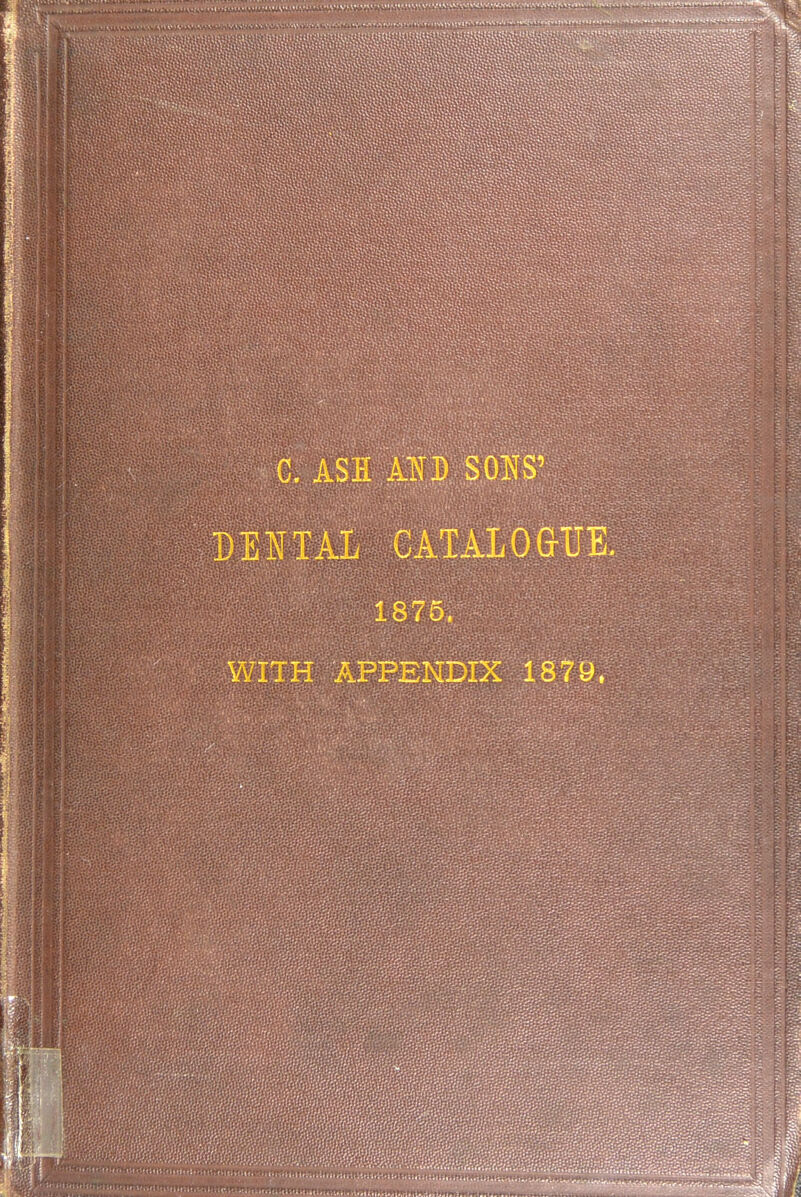 C. ASH AND SONS’
DENTAL CATALOGUE.
1875.
WITH APPENDIX 1879.